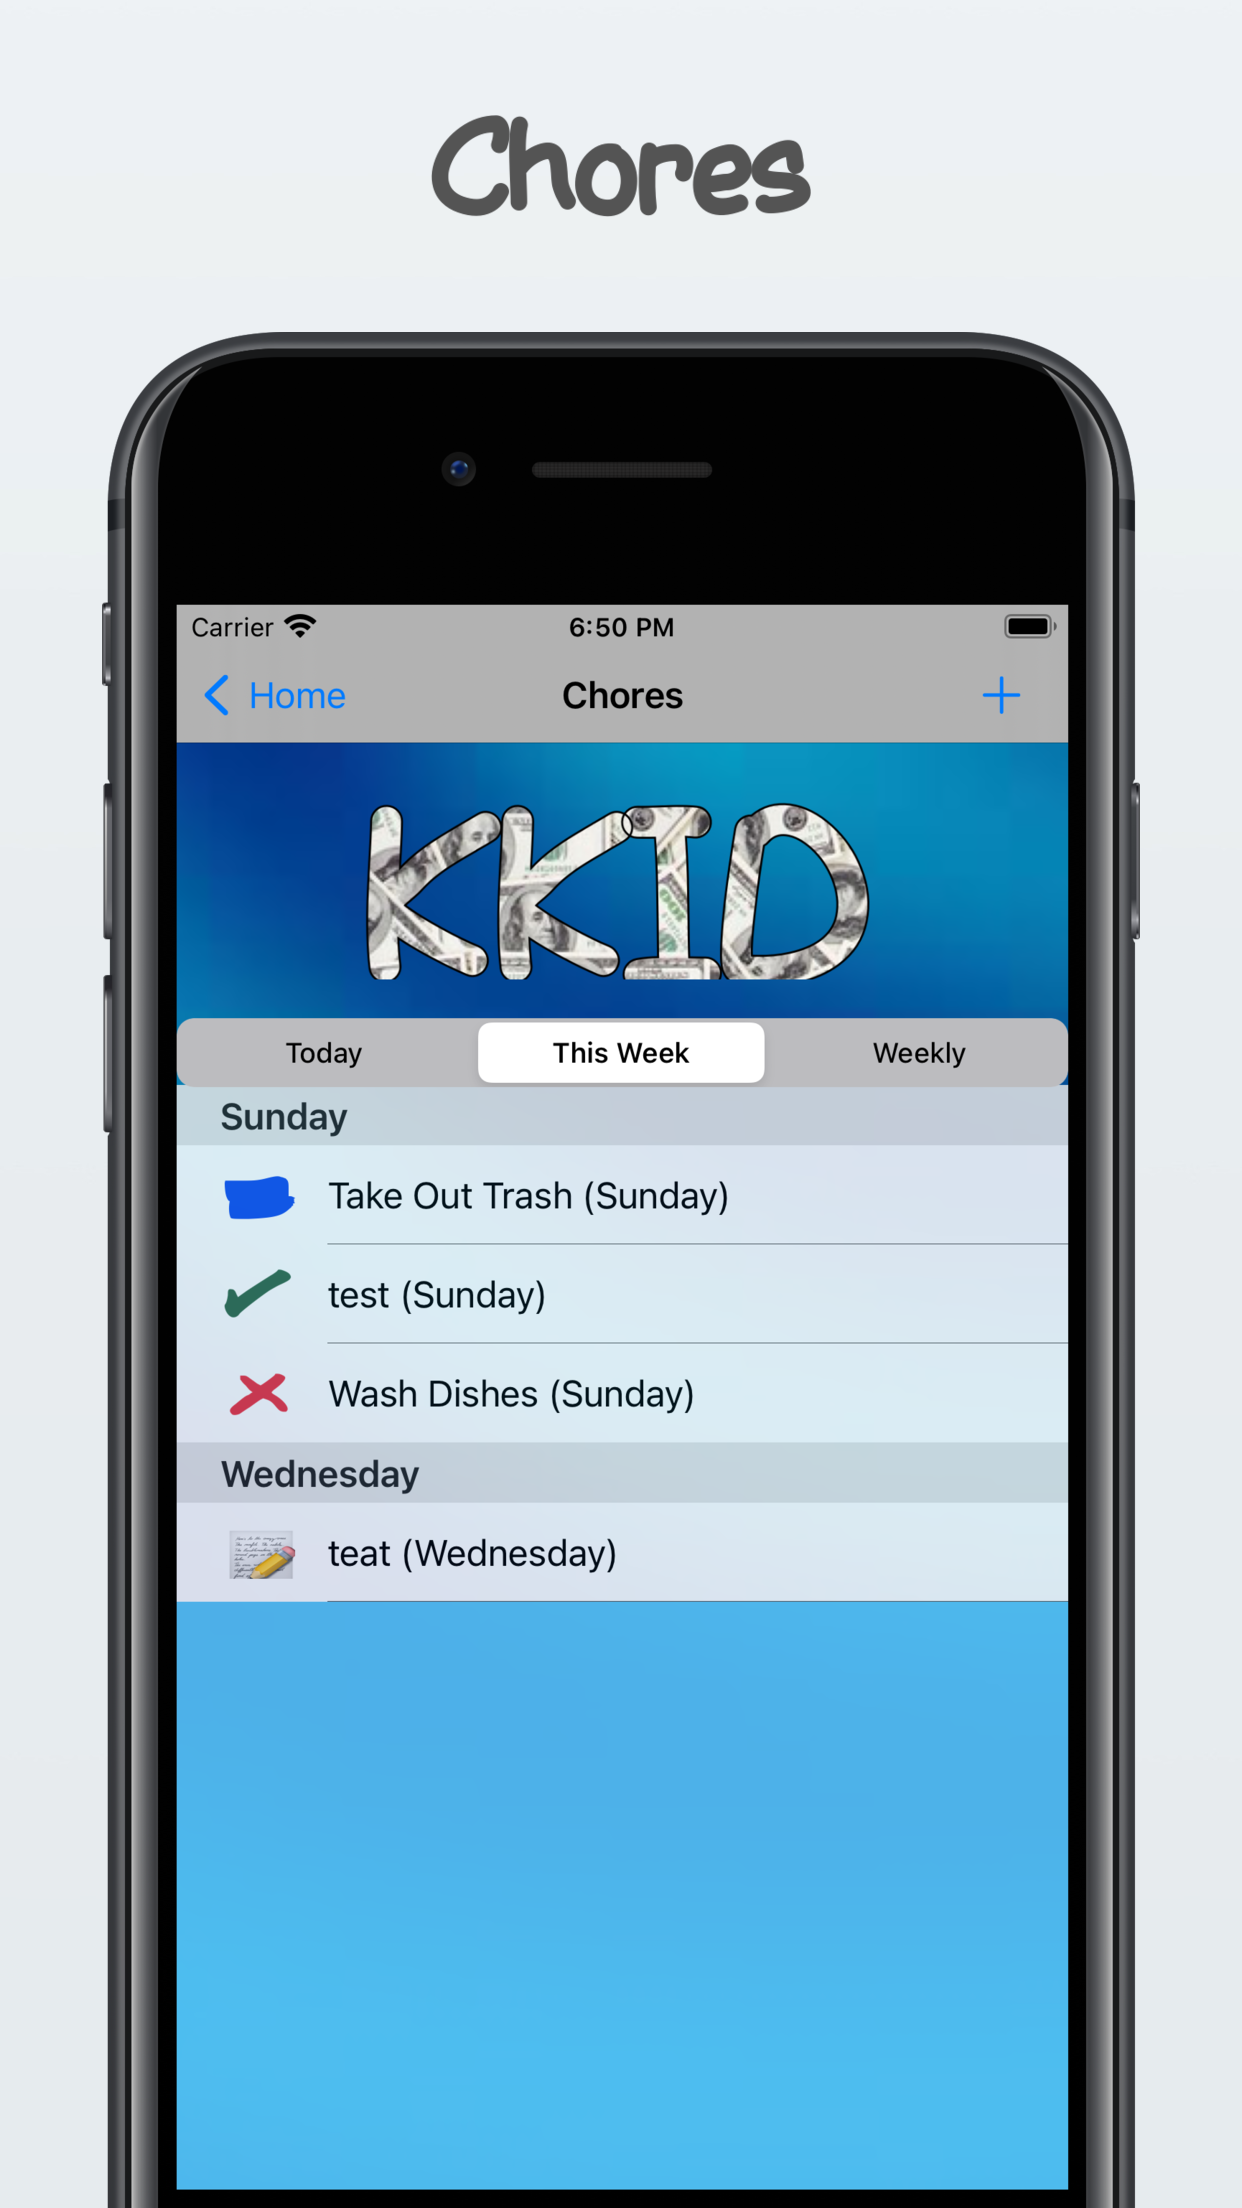 Chores
Carrier 6:50 PM
Home Chores
KKID
Today This Week Weekly
Sunday
Take Out Trash (Sunday)
test (Sunday)
Wash Dishes (Sunday)
Wednesday
teat (Wednesday)